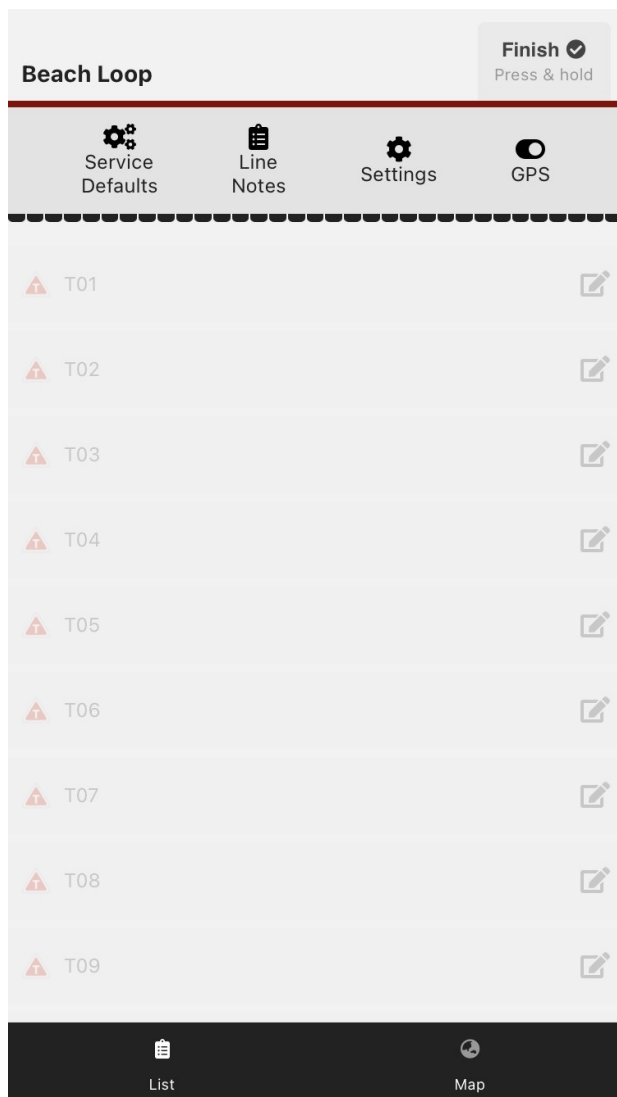 Beach Loop
Finish
Press & hold
Service
Defaults
Line
Notes
Settings
GPS
T T01
T T02
T T03
T T04
T T05
T T06
T T07
T T08
T T09
List
Map